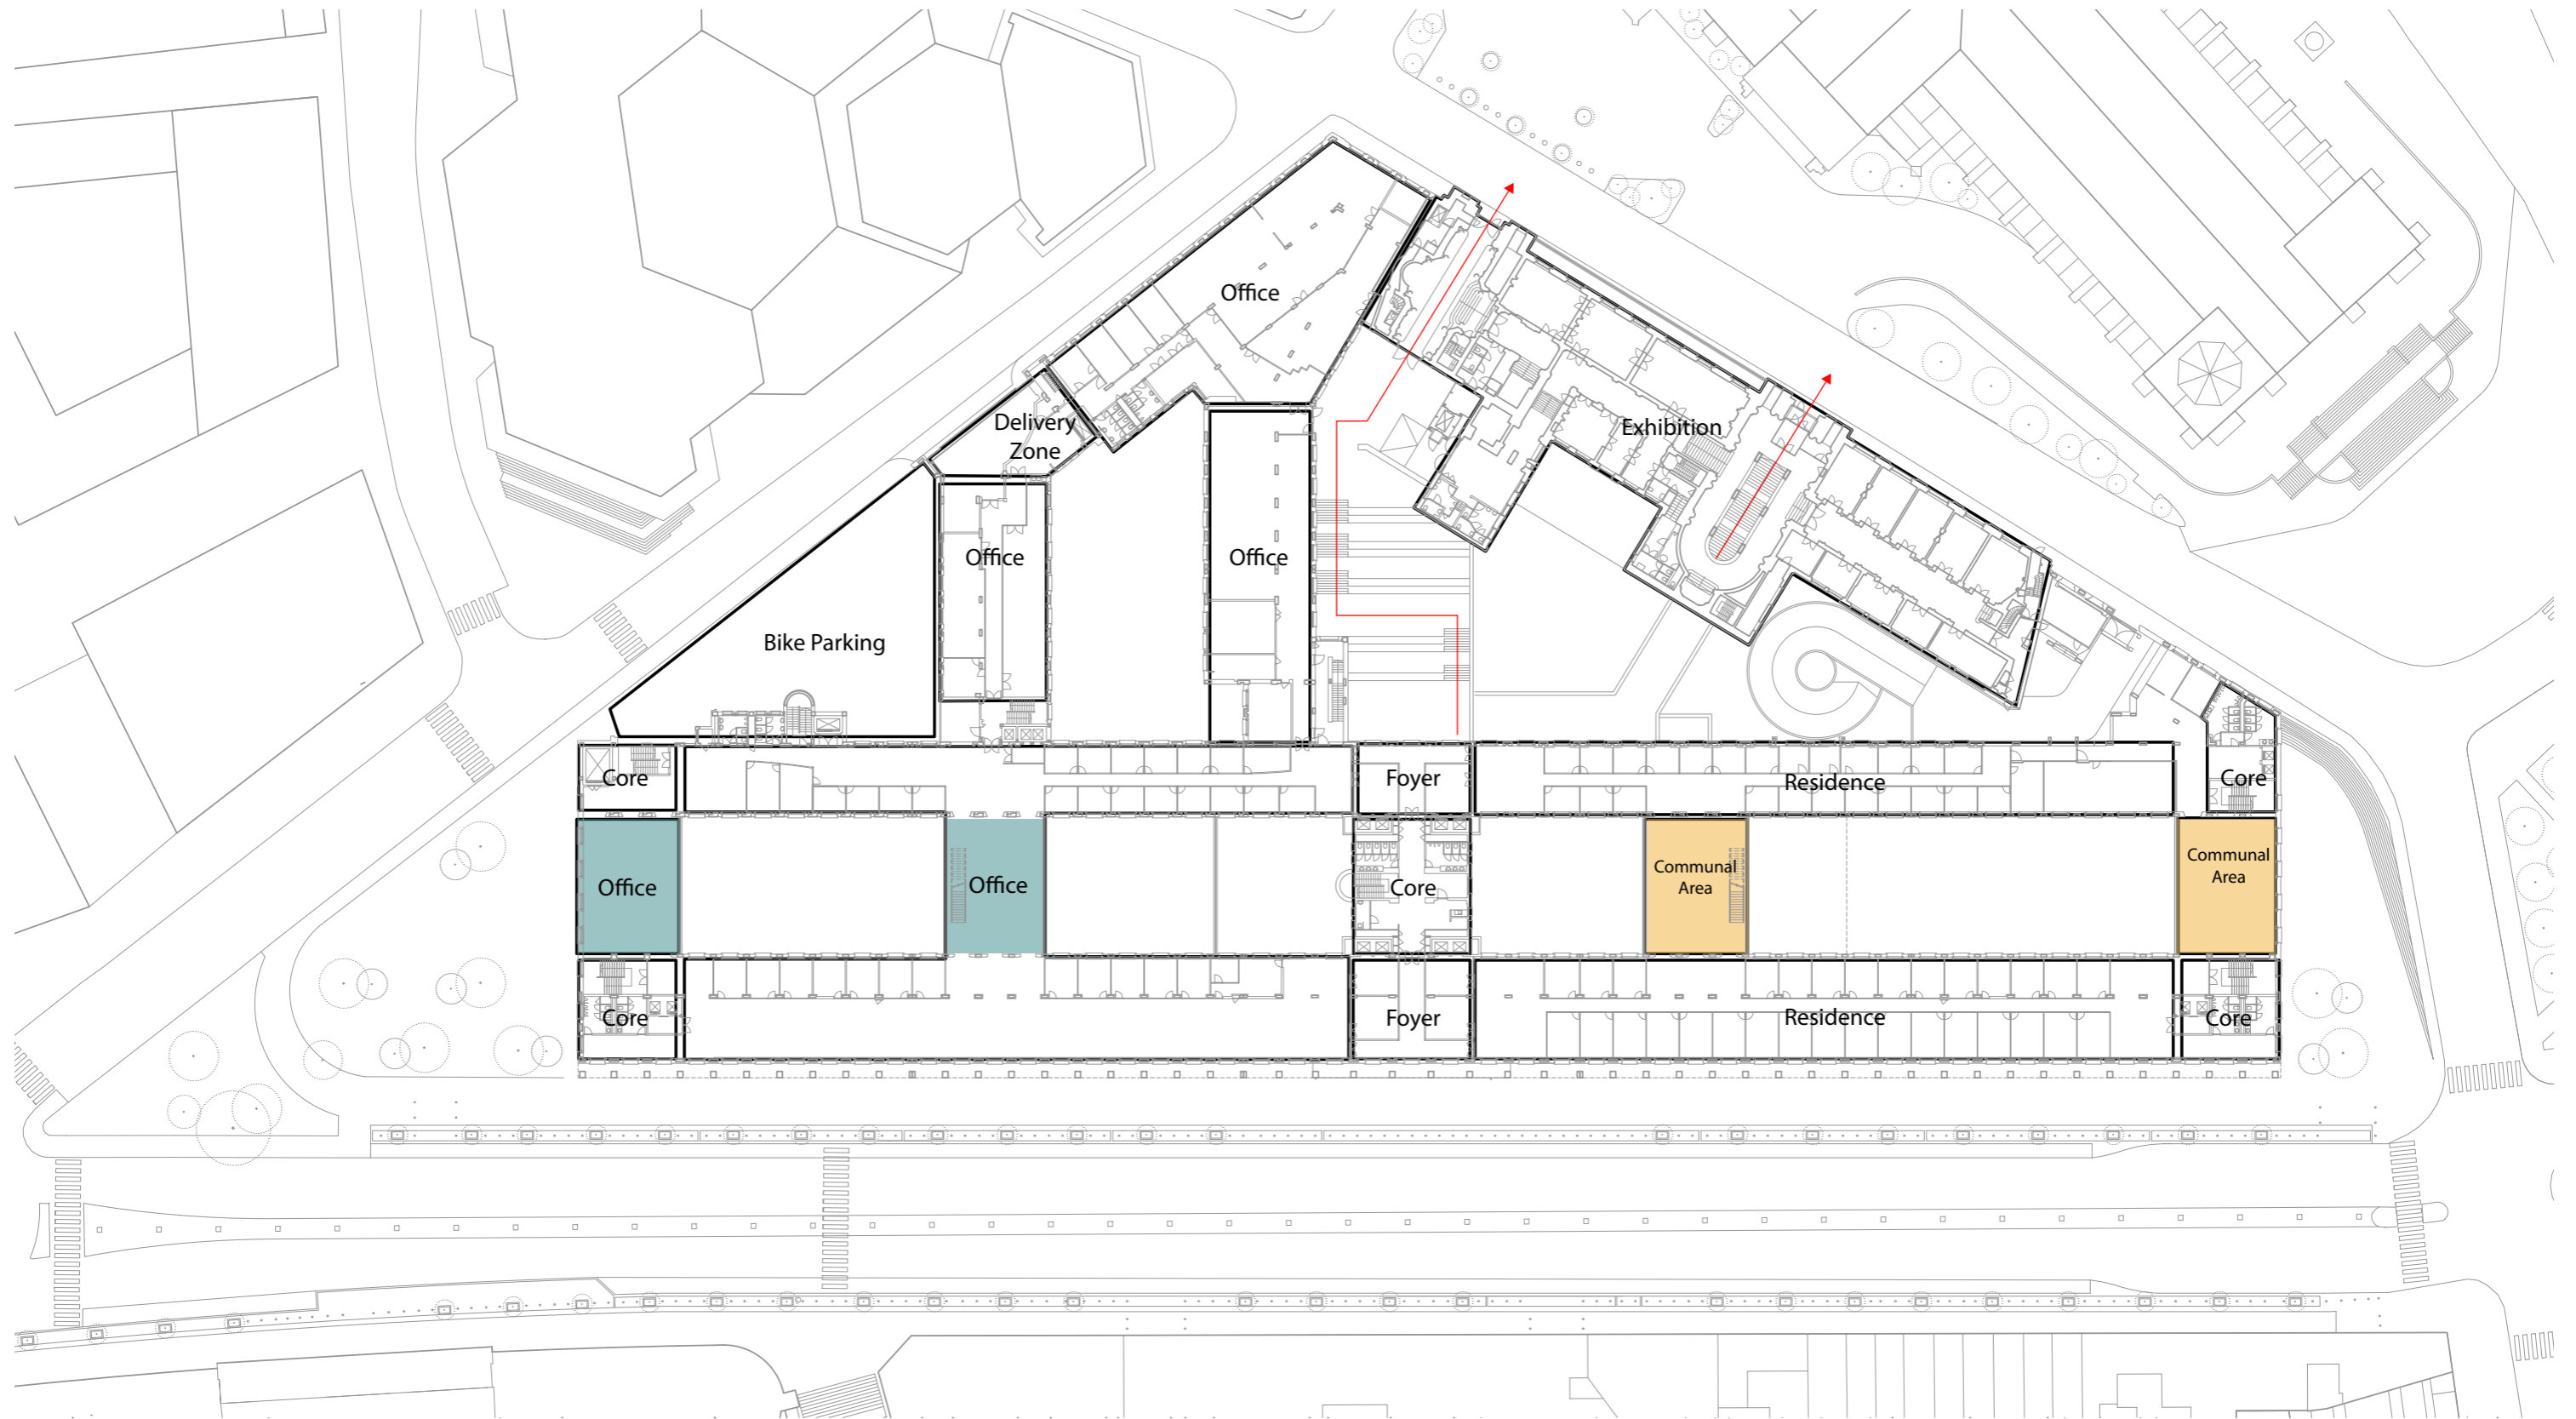 Office
Delivery
Zone
Exhibition
Office
Office
Bike Parking
Core
Foyer
Residence
Core
Office
Office
Core
Communal
Area
Communal
Area
Core
Foyer
Residence
Core